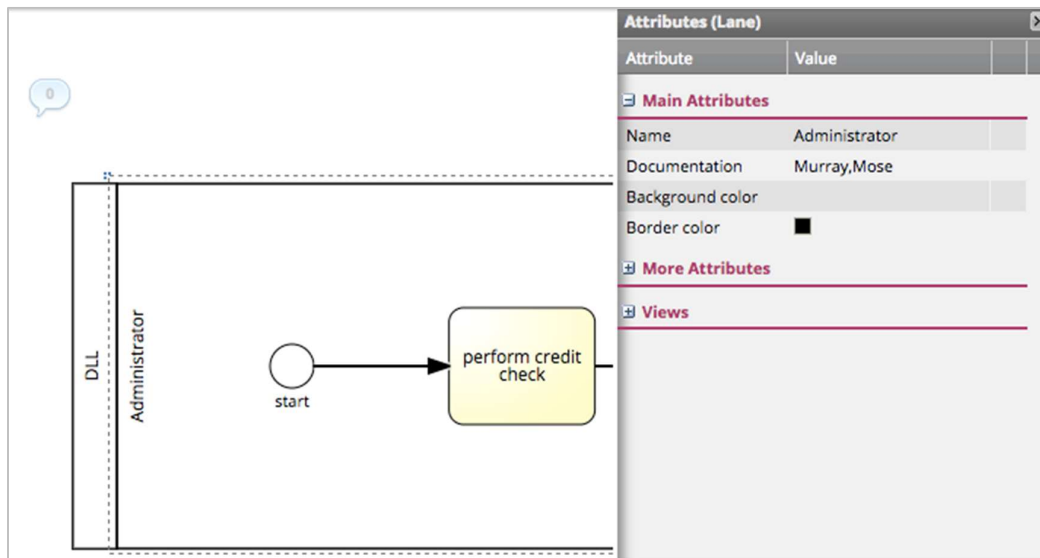 0
DLL
Administrator
start
perform credit
check
Attributes (Lane)
Attribute Value
Main Attributes
Name Administrator
Documentation Murray,Mose
Background color
Border color
More Attributes
Views